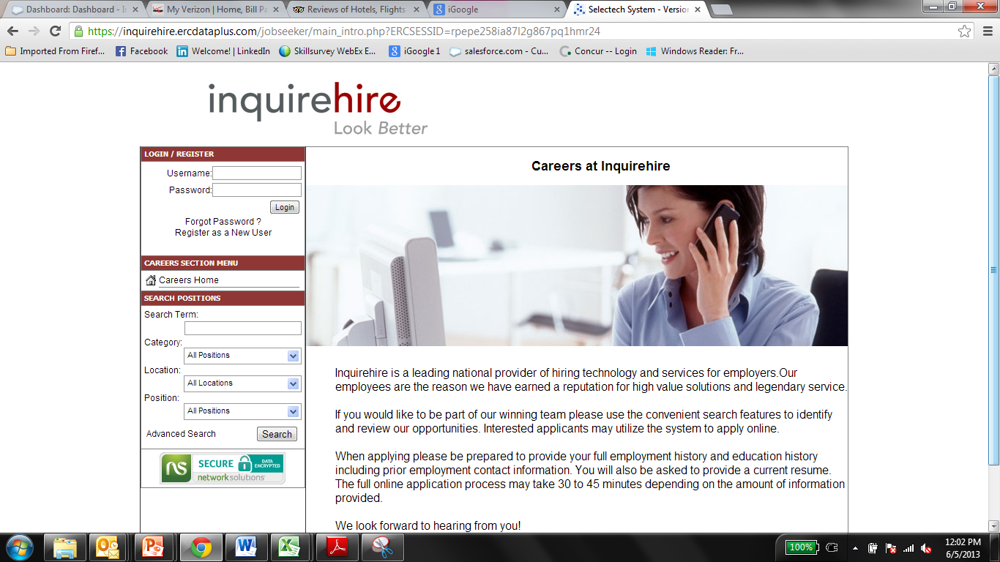 Dashboard: Dashboard - I
My Verizon | Home, Bill Pa
Reviews of Hotels, Flights
iGoogle
Selectech System - Versio
https://inquirehire.ercdataplus.com/jobseeker/main_intro.php?ERCSESSID=rpepe258ia87l2g867pq1hmr24
Imported From Firef...
Facebook
Welcome! | LinkedIn
Skillsurvey WebEx E...
iGoogle 1
salesforce.com - Cu...
Concur -- Login
Windows Reader: Fr...
inquirehire
Look Better
LOGIN / REGISTER
Username:
Password:
Login
Forgot Password ?
Register as a New User
CAREERS SECTION MENU
Careers Home
SEARCH POSITIONS
Search Term:
Category:
All Positions
Location:
All Locations
Position:
All Positions
Advanced Search
Search
ns
SECURE
DATA
ENCRYPTED
networksolutions
Careers at Inquirehire
Inquirehire is a leading national provider of hiring technology and services for employers.Our
employees are the reason we have earned a reputation for high value solutions and legendary service.
If you would like to be part of our winning team please use the convenient search features to identify
and review our opportunities. Interested applicants may utilize the system to apply online.
When applying please be prepared to provide your full employment history and education history
including prior employment contact information. You will also be asked to provide a current resume.
The full online application process may take 30 to 45 minutes depending on the amount of information
provided.
We look forward to hearing from you!
100%
12:02 PM
6/5/2013